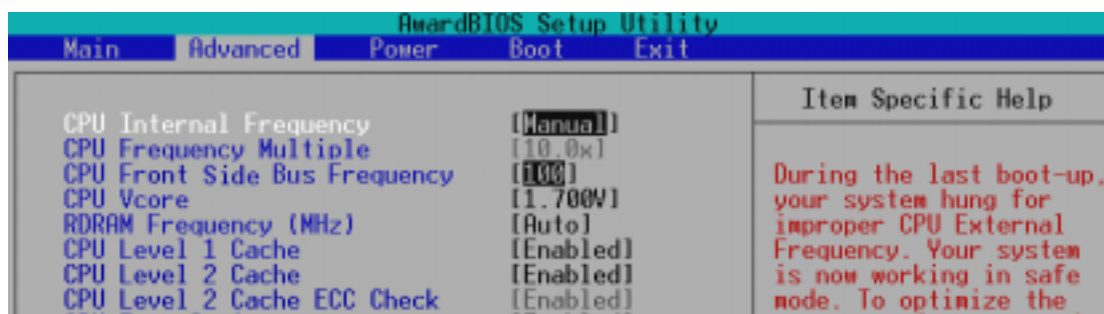 AwardBIOS Setup Utility
Main Advanced Power Boot Exit
CPU Internal Frequency [Manual]
CPU Frequency Multiple [10.0x]
CPU Front Side Bus Frequency [100]
CPU Vcore [1.700V]
RDRAM Frequency (MHz) [Auto]
CPU Level 1 Cache [Enabled]
CPU Level 2 Cache [Enabled]
CPU Level 2 Cache ECC Check [Enabled]
Item Specific Help
During the last boot-up,
your system hung for
improper CPU External
Frequency. Your system
is now working in safe
mode. To optimize the